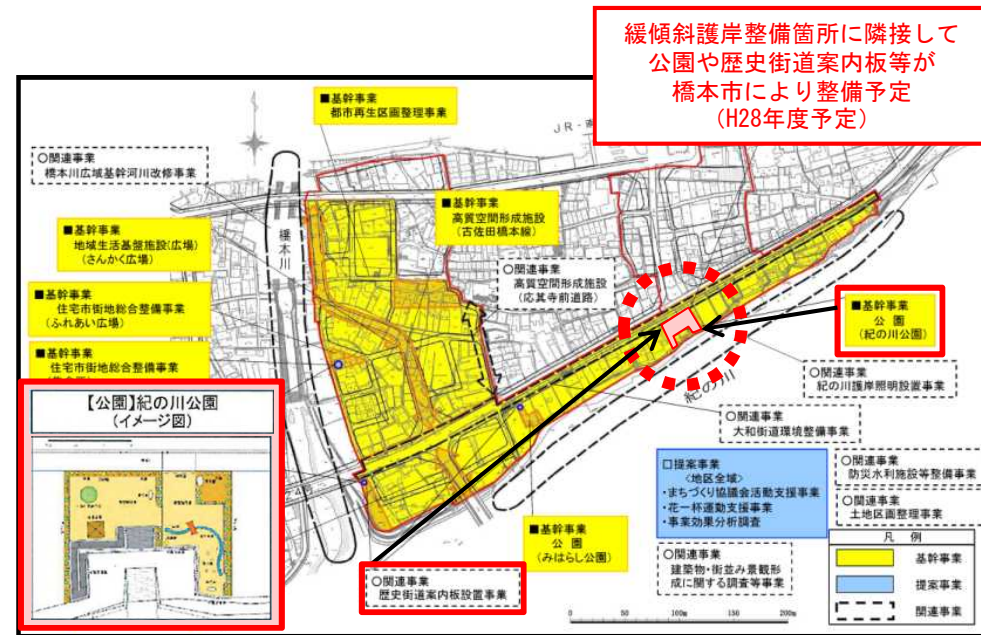 緩傾斜護岸整備箇所に隣接して
公園や歴史街道案内板等が
橋本市により整備予定
(H28年度予定)
■基幹事業
都市再生区画整理事業
JR-
○関連事業
橋本川広域基幹河川改修事業
■基幹事業
高質空間形成施設
(古佐田橋本線)
■基幹事業
地域生活基盤施設(広場)
(さんかく広場)
橋本川
○関連事業
高質空間形成施設
(応其寺前道路)
■基幹事業
住宅市街地総合整備事業
(ふれあい広場)
■基幹事業
公 園
(紀の川公園)
■基幹事業
住宅市街地総合整備事業
○関連事業
紀の川護岸照明設置事業
紀の川
【公園】紀の川公園
(イメージ図)
○関連事業
大和街道環境整備事業
□提案事業
〈地区全域〉
・まちづくり協議会活動支援事業
・花一杯運動支援事業
・事業効果分析調査
○関連事業
防災水利施設等整備事業
○関連事業
土地区画整理事業
■基幹事業
公 園
(みはらし公園)
凡 例
基幹事業
提案事業
関連事業
○関連事業
建築物・街並み景観形
成に関する調査等事業
○関連事業
歴史街道案内板設置事業
0 50 100m 150 200m